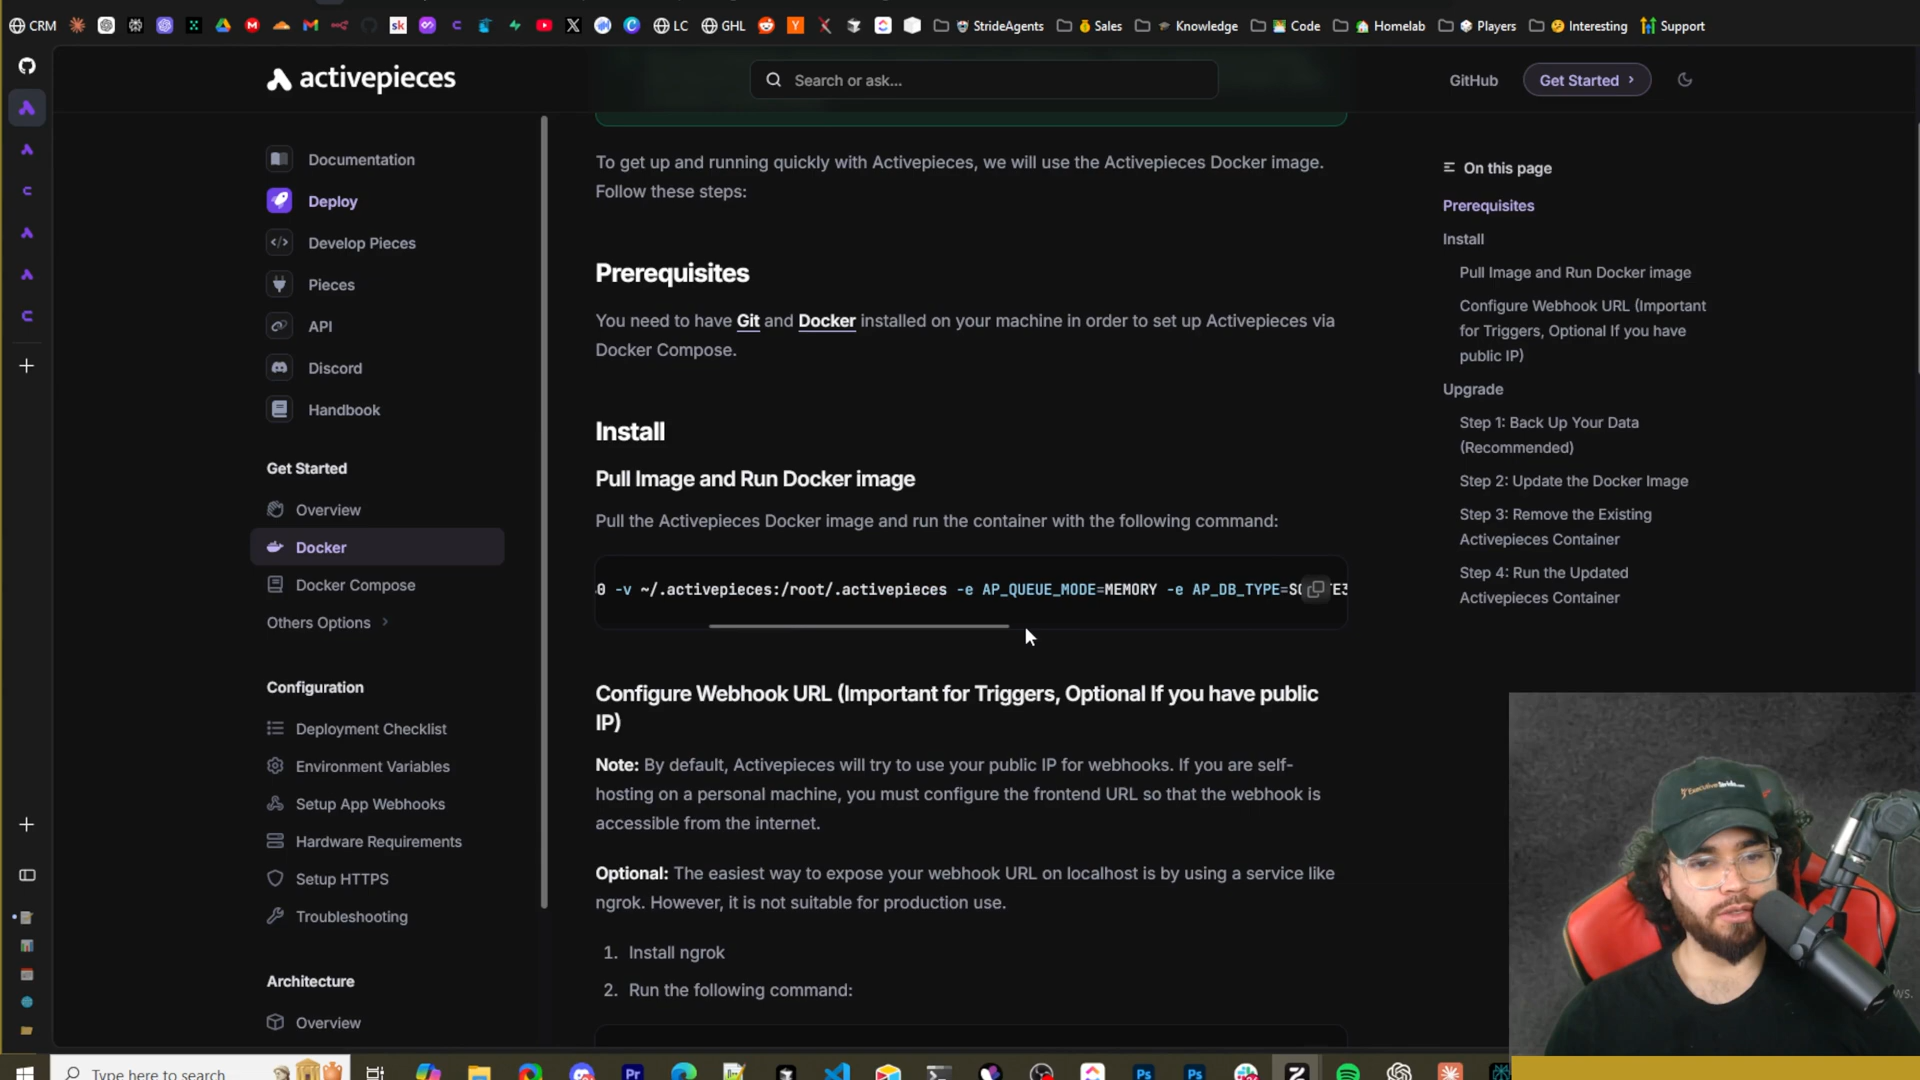 CRM
LC
GHL
StrideAgents
Sales
Knowledge
Code
Homelab
Players
Interesting
Support
activepieces
Search or ask...
GitHub
Get Started
Documentation
Deploy
Develop Pieces
Pieces
API
Discord
Handbook
Get Started
Overview
Docker
Docker Compose
Others Options
Configuration
Deployment Checklist
Environment Variables
Setup App Webhooks
Hardware Requirements
Setup HTTPS
Troubleshooting
Architecture
Overview
To get up and running quickly with Activepieces, we will use the Activepieces Docker image.
Follow these steps:
Prerequisites
You need to have Git and Docker installed on your machine in order to set up Activepieces via
Docker Compose.
Install
Pull Image and Run Docker image
Pull the Activepieces Docker image and run the container with the following command:
0 -v ~/.activepieces:/root/.activepieces -e AP_QUEUE_MODE=MEMORY -e AP_DB_TYPE=
Configure Webhook URL (Important for Triggers, Optional If you have public
IP)
Note: By default, Activepieces will try to use your public IP for webhooks. If you are self-
hosting on a personal machine, you must configure the frontend URL so that the webhook is
accessible from the internet.
Optional: The easiest way to expose your webhook URL on localhost is by using a service like
ngrok. However, it is not suitable for production use.
1. Install ngrok
2. Run the following command:
On this page
Prerequisites
Install
Pull Image and Run Docker image
Configure Webhook URL (Important
for Triggers, Optional If you have
public IP)
Upgrade
Step 1: Back Up Your Data
(Recommended)
Step 2: Update the Docker Image
Step 3: Remove the Existing
Activepieces Container
Step 4: Run the Updated
Activepieces Container
ws.
Type here to search